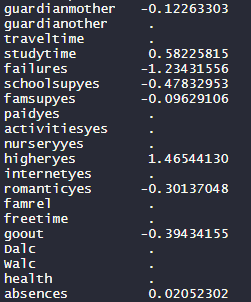 guardianmother -0.12263303
guardianother .
traveltime .
studytime 0.58225815
failures -1.23431556
schoolsupyes -0.47832953
famsupyes -0.09629106
paidyes .
activitiesyes .
nurseryyes .
higheryes 1.46544130
internetyes .
romanticyes -0.30137048
famrel .
freetime .
goout -0.39434155
Dalc .
Walc .
health .
absences 0.02052302